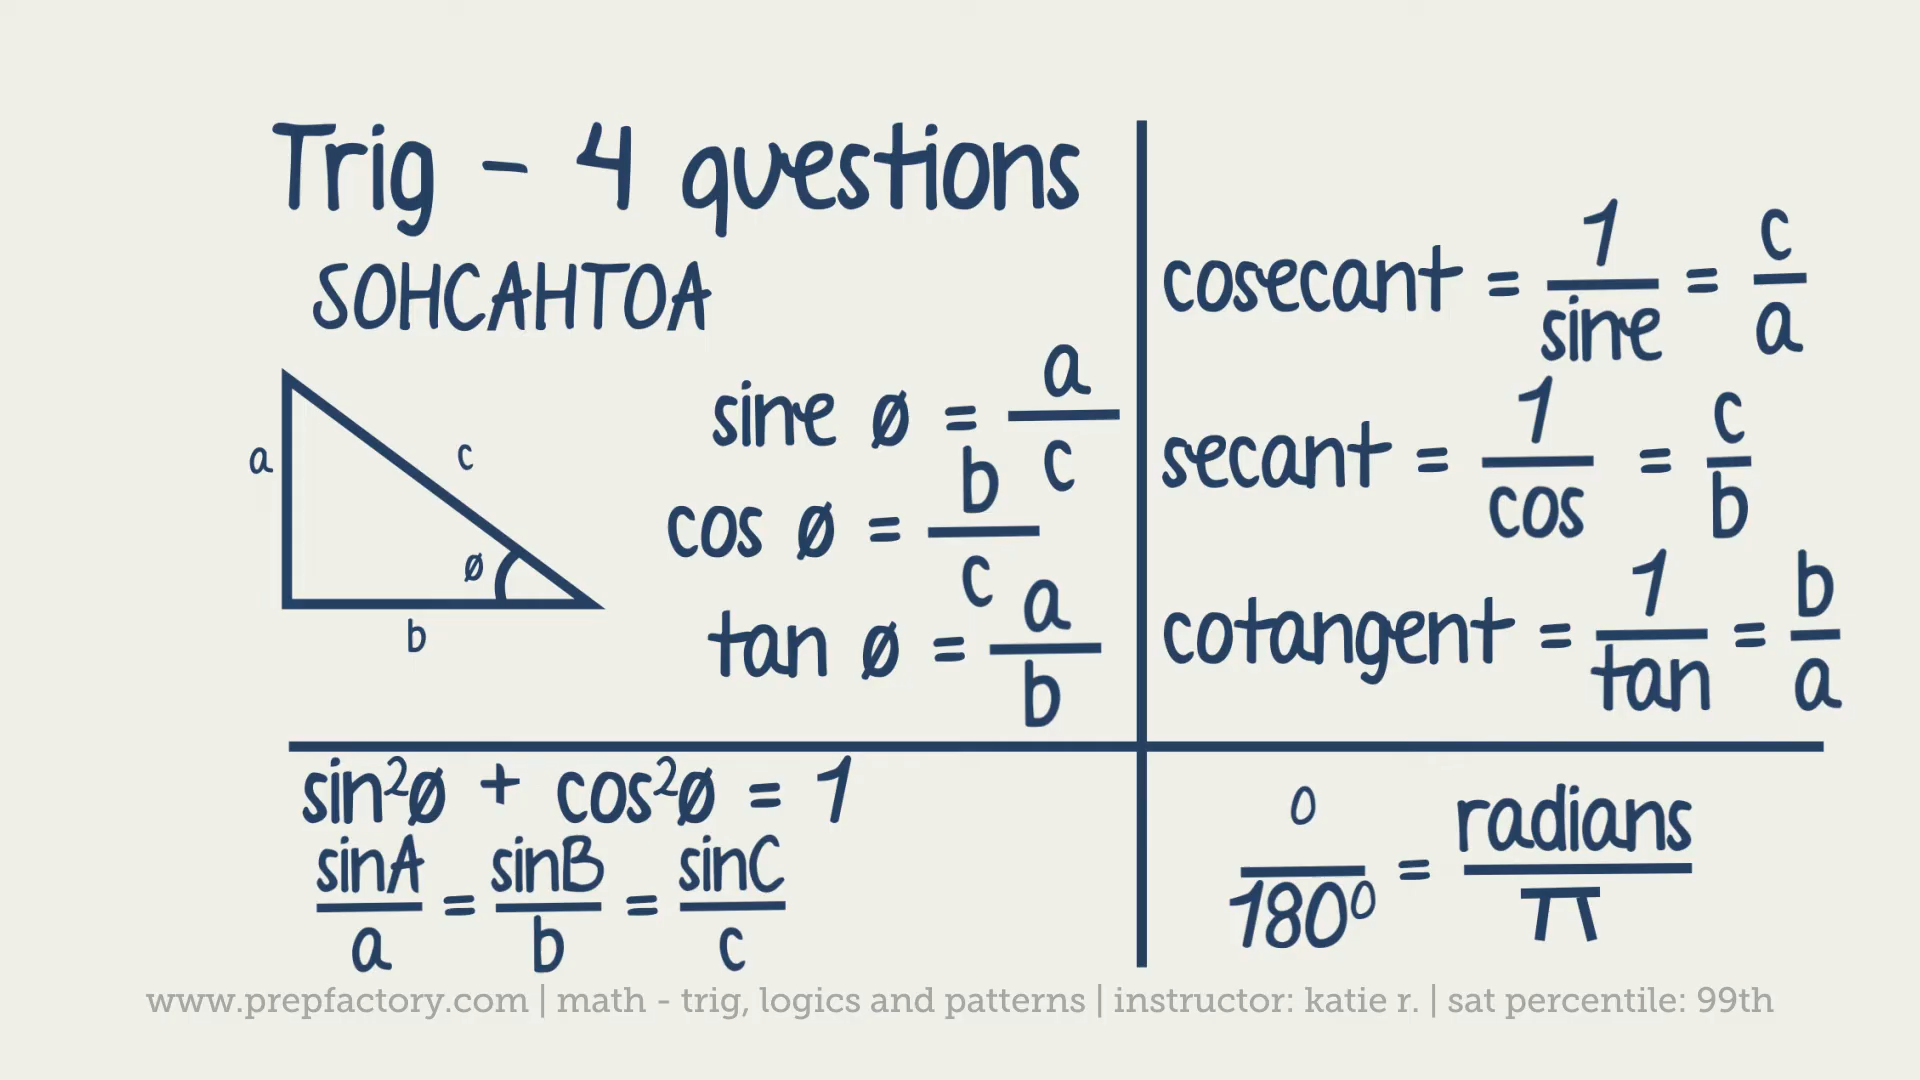 Trig - 4 questions
SOHCAHTOA
a
c
ø
b
sine ø = a/c
cos ø = b/c
tan ø = a/b
cosecant = 1/sine = c/a
secant = 1/cos = c/b
cotangent = 1/tan = b/a
sin²ø + cos²ø = 1
sinA/a = sinB/b = sinC/c
°/180° = radians/π
www.prepfactory.com | math - trig, logics and patterns | instructor: katie r. | sat percentile: 99th